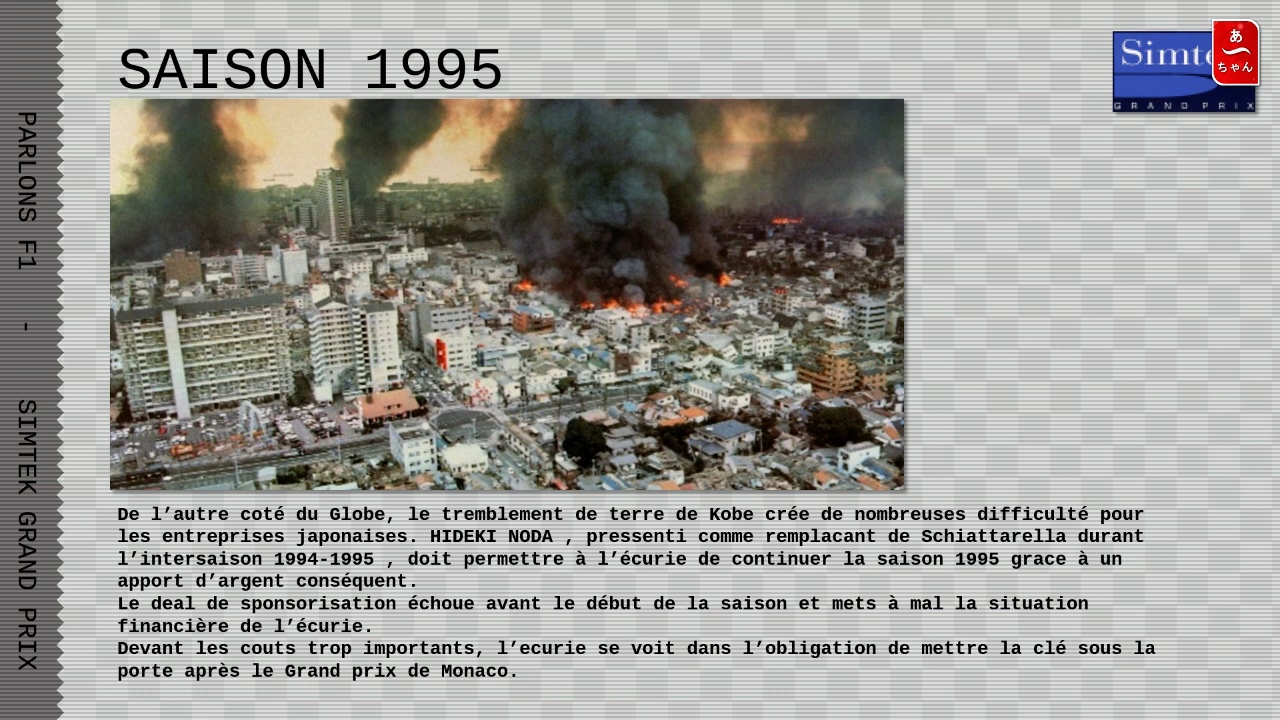 SAISON 1995
Simte
GRAND PRIX
あ
ー
ちゃん
PARLONS F1 - SIMTEK GRAND PRIX
De l’autre coté du Globe, le tremblement de terre de Kobe crée de nombreuses difficulté pour
les entreprises japonaises. HIDEKI NODA , pressenti comme remplacant de Schiattarella durant
l’intersaison 1994-1995 , doit permettre à l’écurie de continuer la saison 1995 grace à un
apport d’argent conséquent.
Le deal de sponsorisation échoue avant le début de la saison et mets à mal la situation
financière de l’écurie.
Devant les couts trop importants, l’ecurie se voit dans l’obligation de mettre la clé sous la
porte après le Grand prix de Monaco.